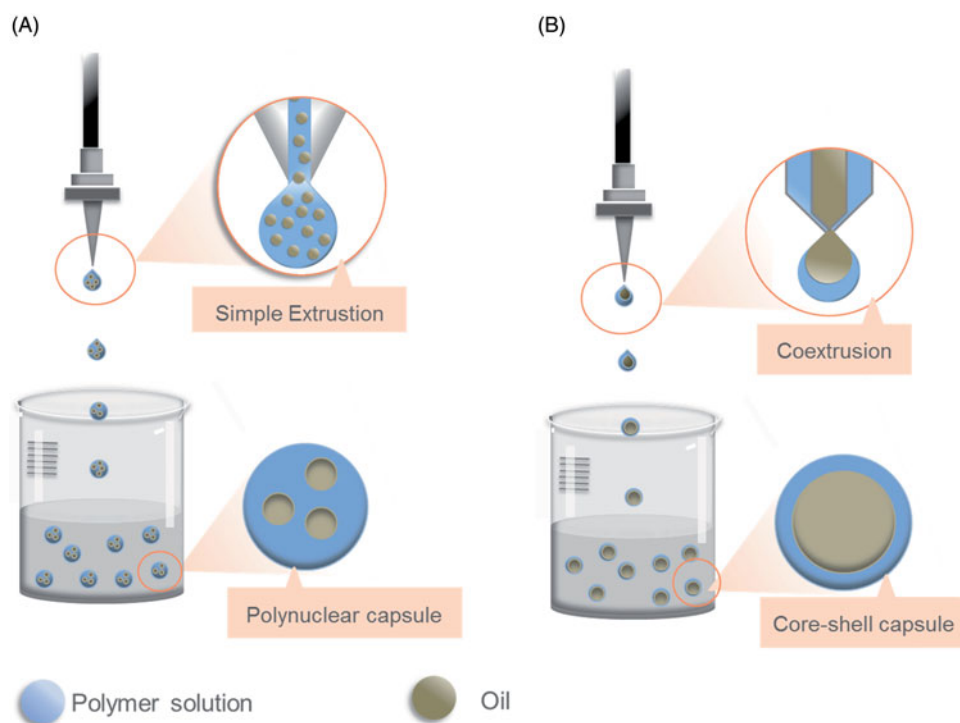 (A)
Simple Extrustion
Polynuclear capsule
(B)
Coextrusion
Core-shell capsule
Polymer solution
Oil